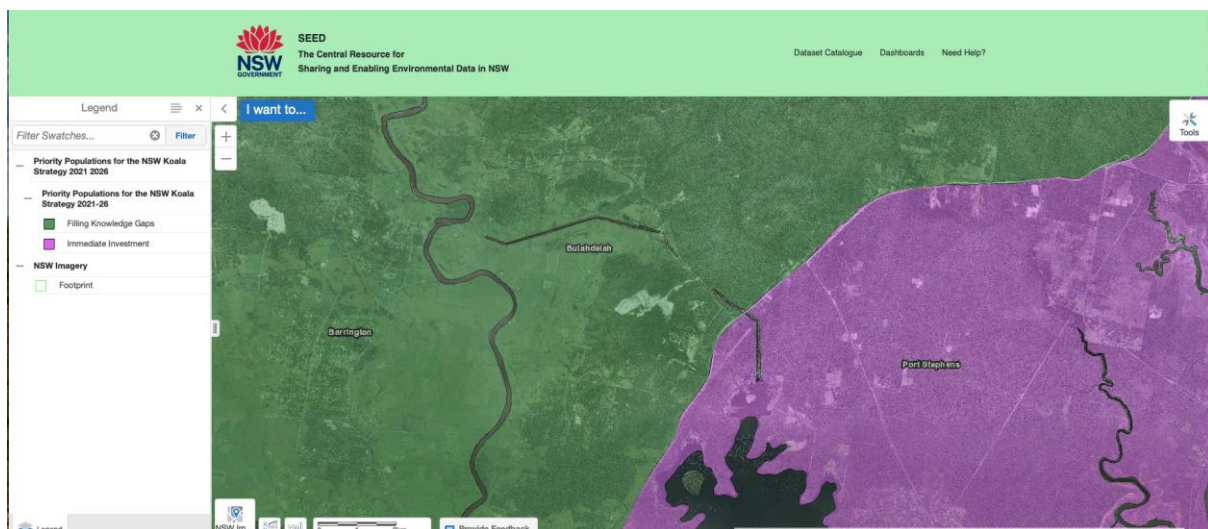 SEED
The Central Resource for
Sharing and Enabling Environmental Data in NSW
NSW
GOVERNMENT
Dataset Catalogue
Dashboards
Need Help?
Legend
I want to...
Filter Swatches...
Filter
Tools
Priority Populations for the NSW Koala
Strategy 2021 2026
Priority Populations for the NSW Koala
Strategy 2021-26
Filling Knowledge Gaps
Immediate Investment
NSW Imagery
Footprint
Bulahdelah
Barrington
Port Stephens
Legend
NSW Im
Provide Feedback